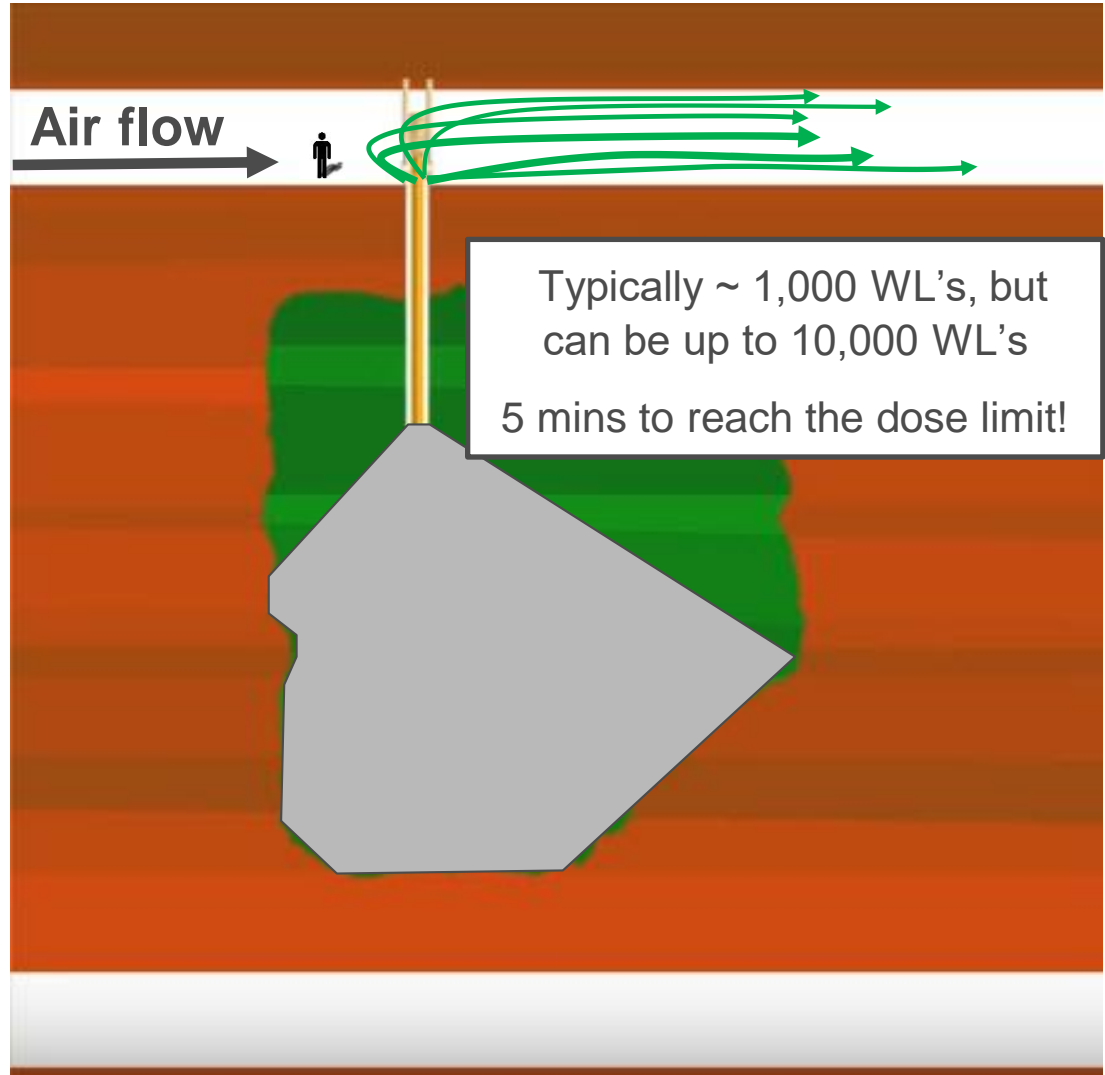 Air flow
Typically ~ 1,000 WL’s, but
can be up to 10,000 WL’s
5 mins to reach the dose limit!